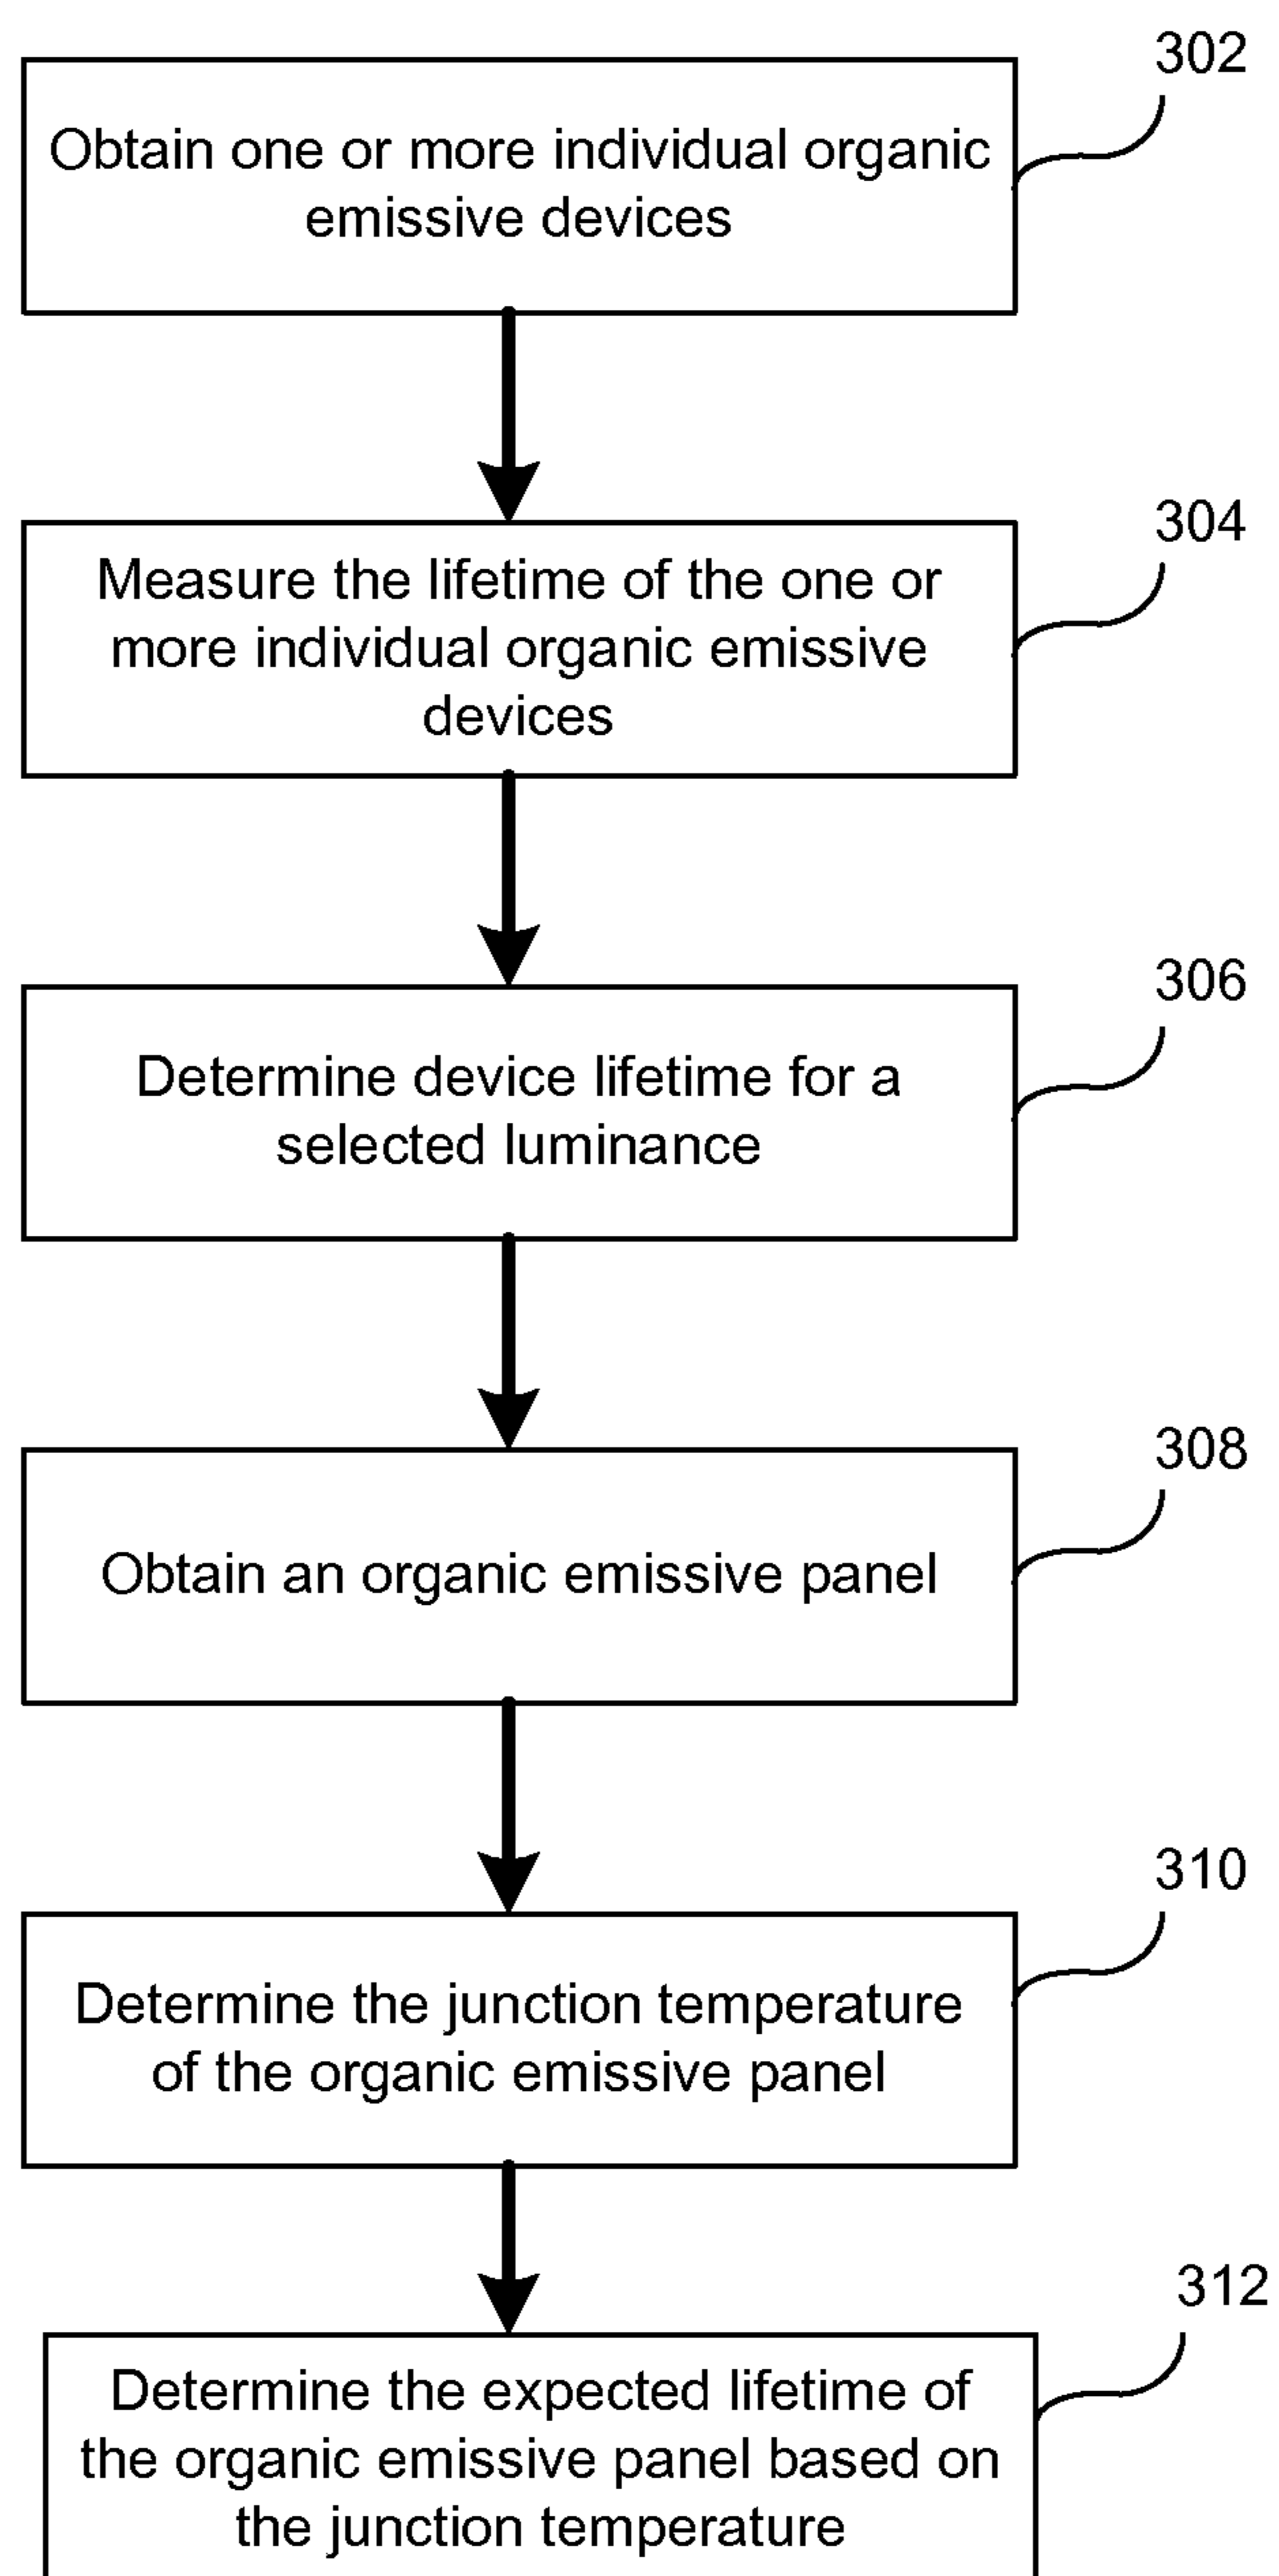 302
Obtain one or more individual organic
emissive devices
304
Measure the lifetime of the one or
more individual organic emissive
devices
306
Determine device lifetime for a
selected luminance
308
Obtain an organic emissive panel
310
Determine the junction temperature
of the organic emissive panel
312
Determine the expected lifetime of
the organic emissive panel based on
the junction temperature